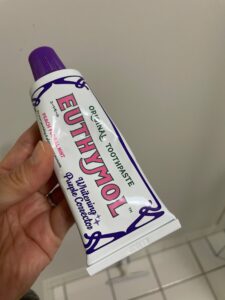 ORIGINAL TOOTHPASTE
EUTHYMOL
Whitening
Purple Corrector